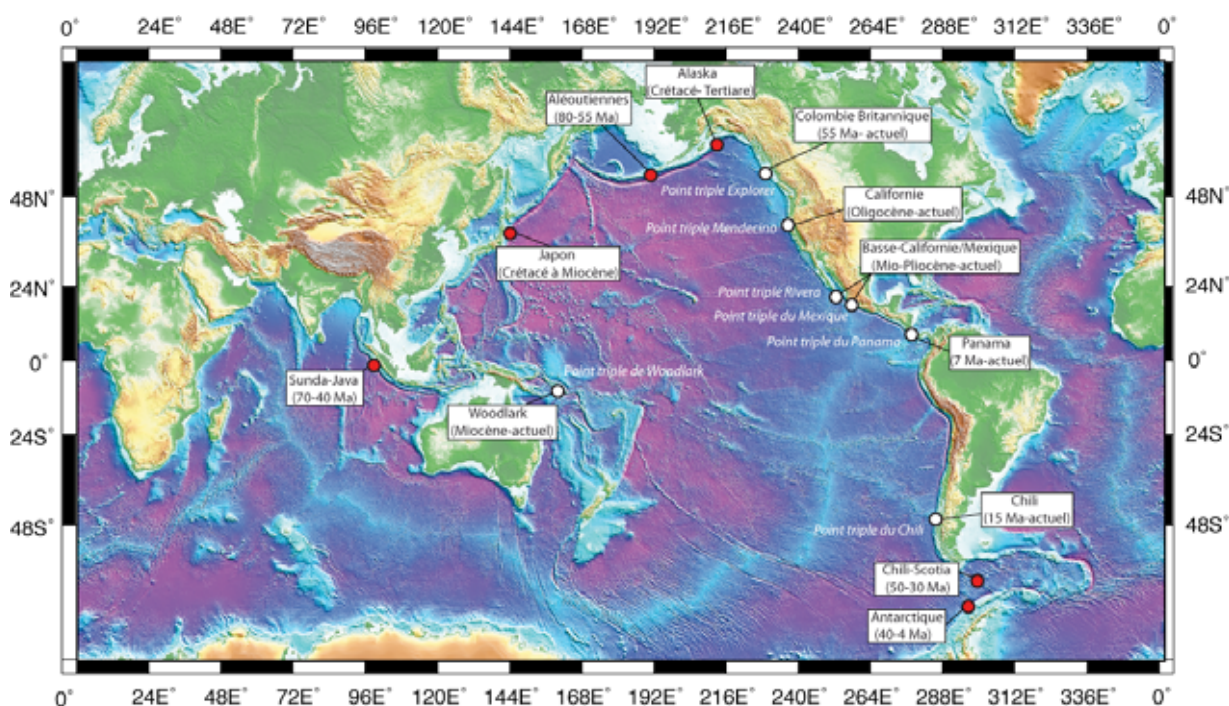 0° 24E° 48E° 72E° 96E° 120E° 144E° 168E° 192E° 216E° 240E° 264E° 288E° 312E° 336E° 0°
Alaska
(Crétacé- Tertiare)
Aléoutiennes
(80-55 Ma)
Colombie Britannique
(55 Ma- actuel)
48N° 48N°
Point triple Explorer
Californie
(Oligocène-actuel)
Point triple Mendecino
Japon
(Crétacé à Miocène)
Basse-Californie/Mexique
(Mio-Pliocène-actuel)
24N° 24N°
Point triple Rivera
Point triple du Mexique
Point triple du Panama
Panama
(7 Ma-actuel)
0° 0°
Sunda-Java
(70-40 Ma)
Point triple de Woodlark
Woodlark
(Miocène-actuel)
24S° 24S°
Chili
(15 Ma-actuel)
48S° 48S°
Point triple du Chili
Chili-Scotia
(50-30 Ma)
Antarctique
(40-4 Ma)
0° 24E° 48E° 72E° 96E° 120E° 144E° 168E° 192E° 216E° 240E° 264E° 288E° 312E° 336E° 0°